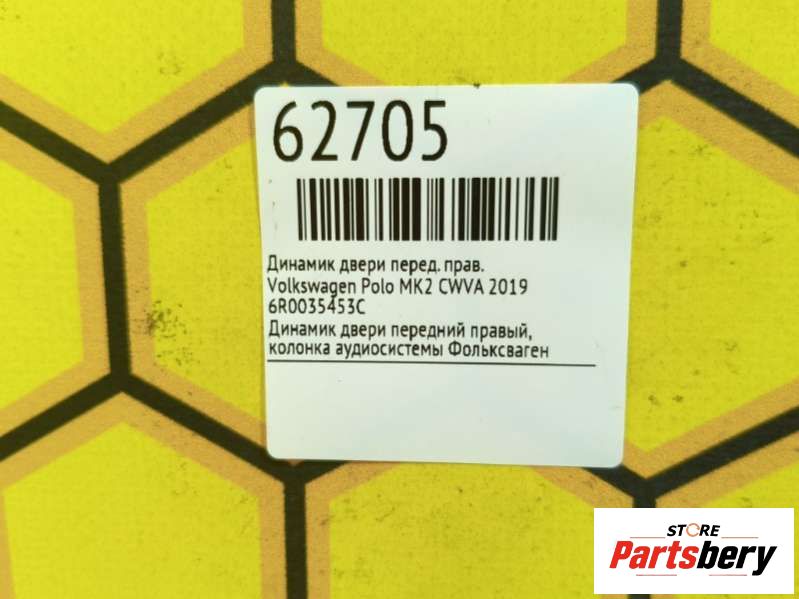 62705
Динамик двери перед. прав.
Volkswagen Polo MK2 CWVA 2019
6R0035453C
Динамик двери передний правый,
колонка аудиосистемы Фольксваген
STORE
Partsbery